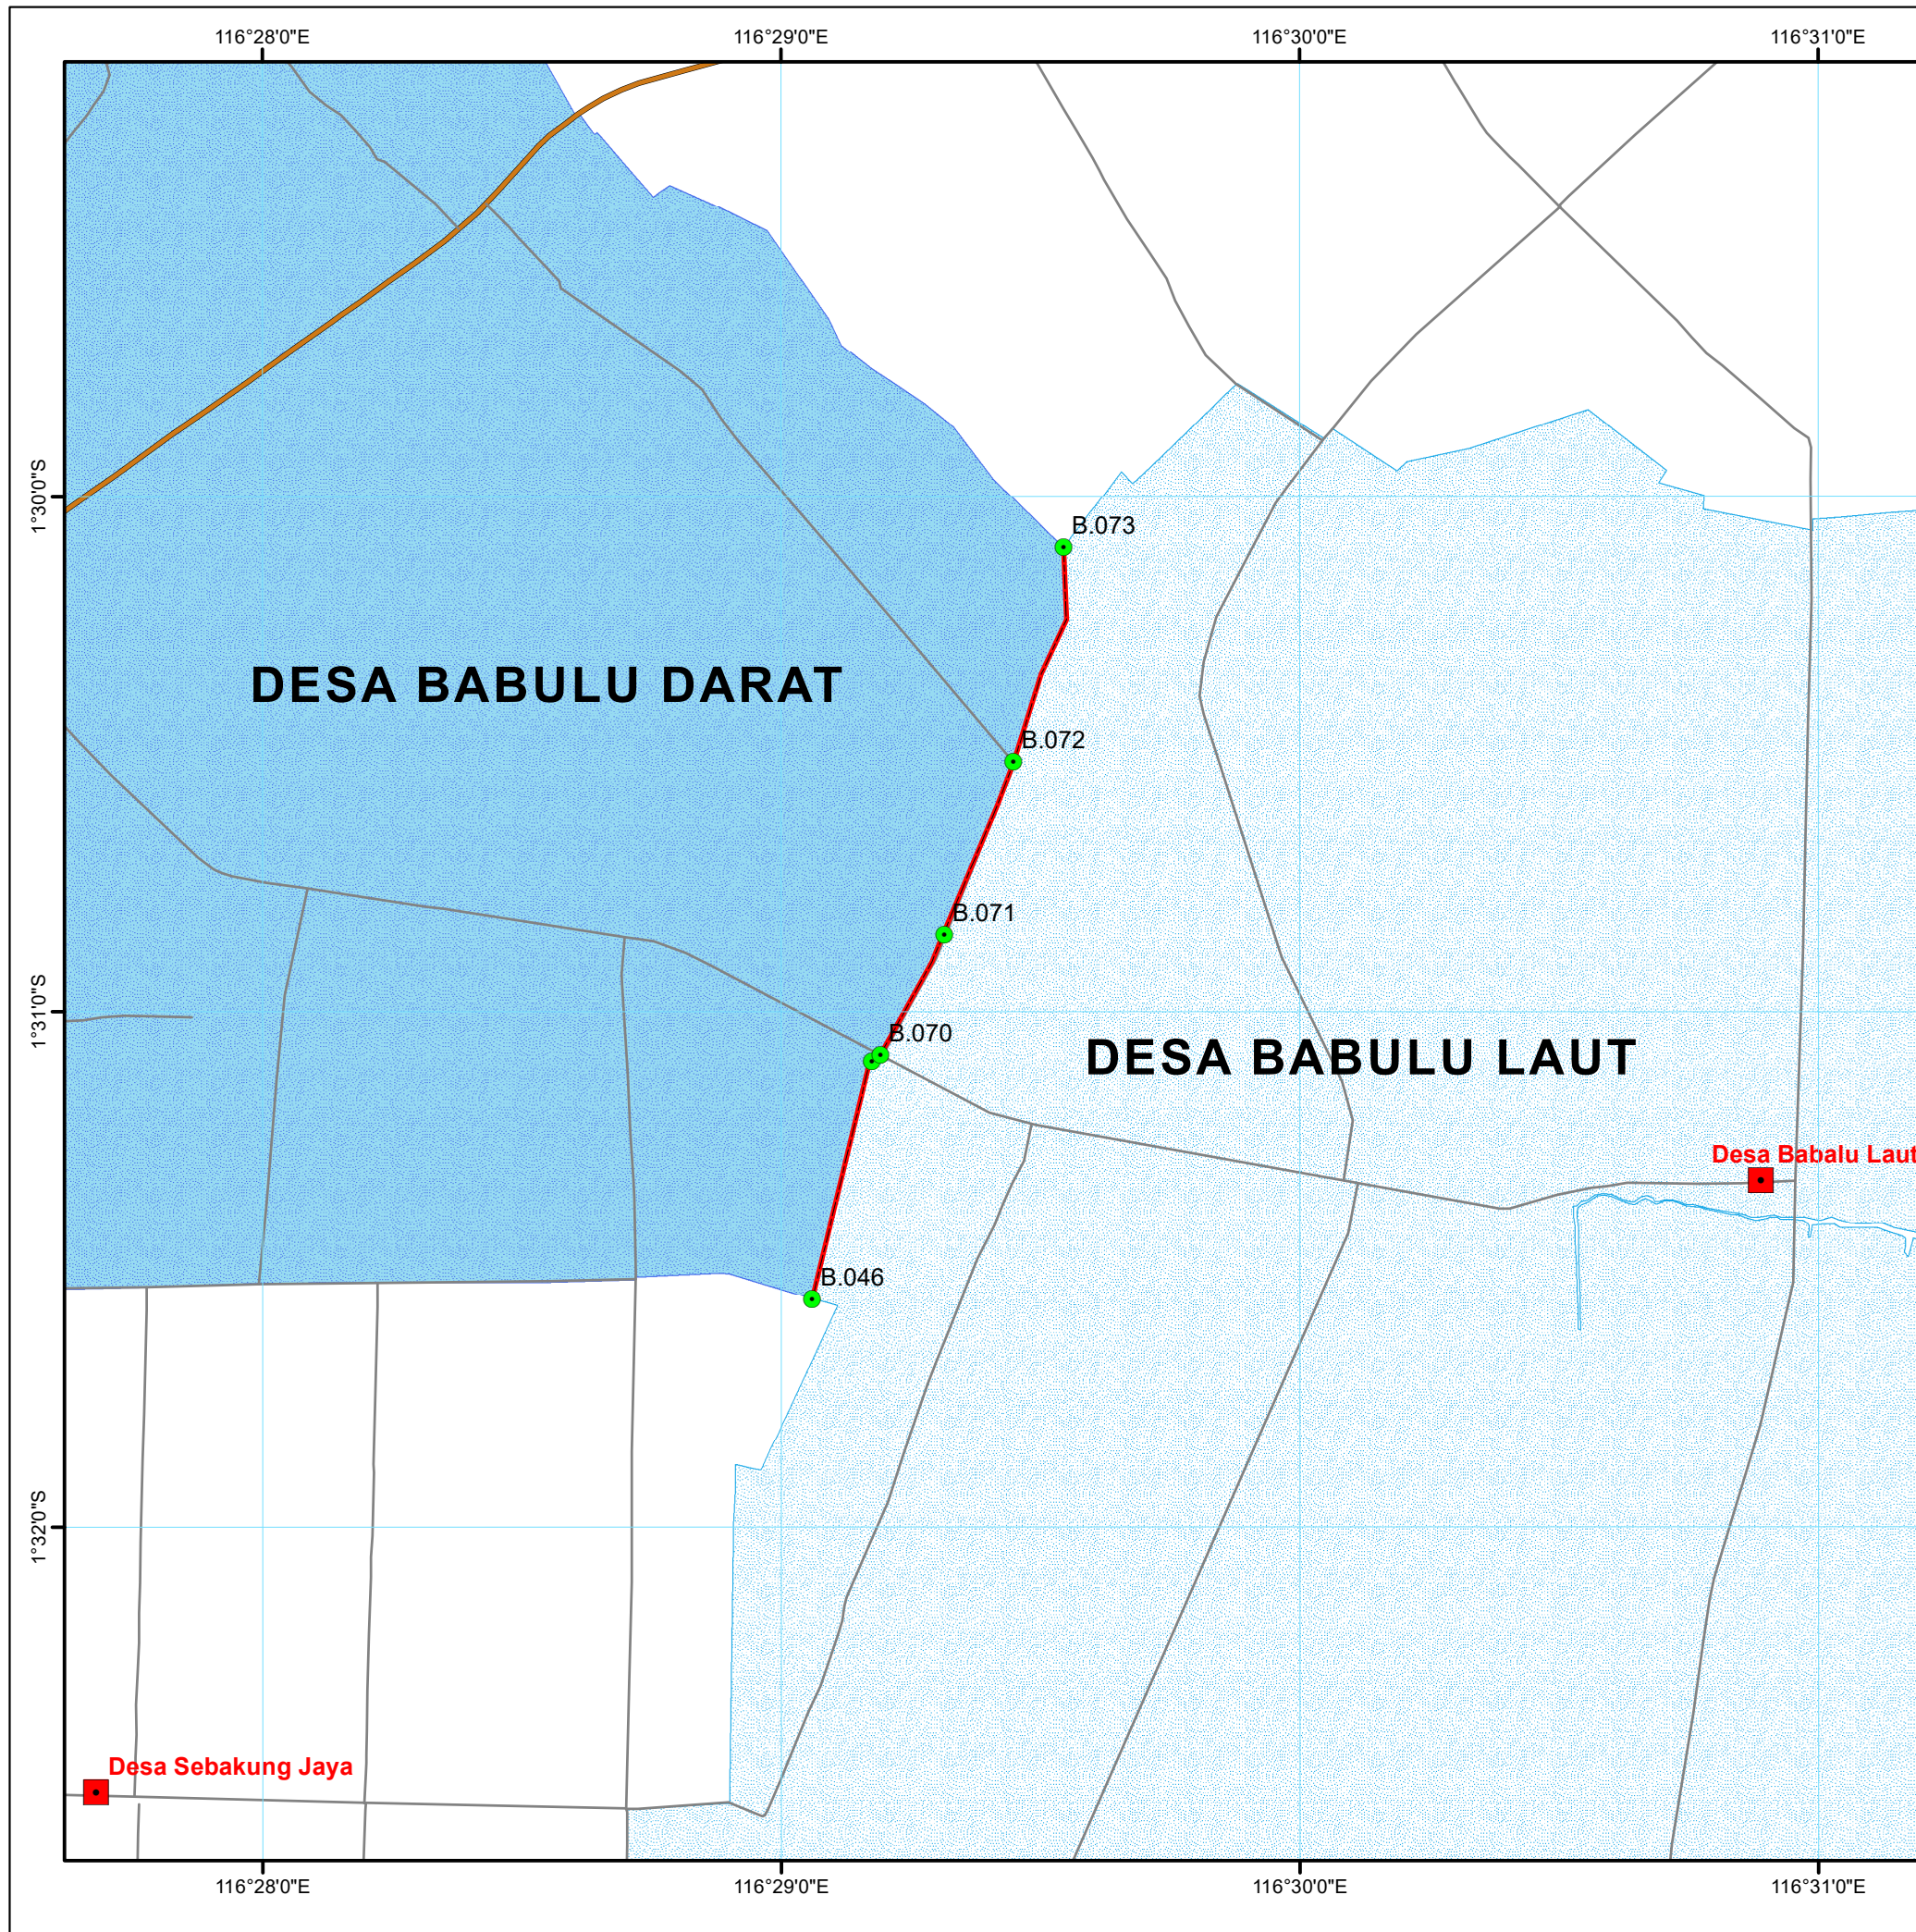 116°28'0"E
116°29'0"E
116°30'0"E
116°31'0"E
1°30'0"S
B.073
DESA BABULU DARAT
B.072
B.071
1°31'0"S
B.070
DESA BABULU LAUT
Desa Babalu Laut
B.046
1°32'0"S
Desa Sebakung Jaya
116°28'0"E
116°29'0"E
116°30'0"E
116°31'0"E